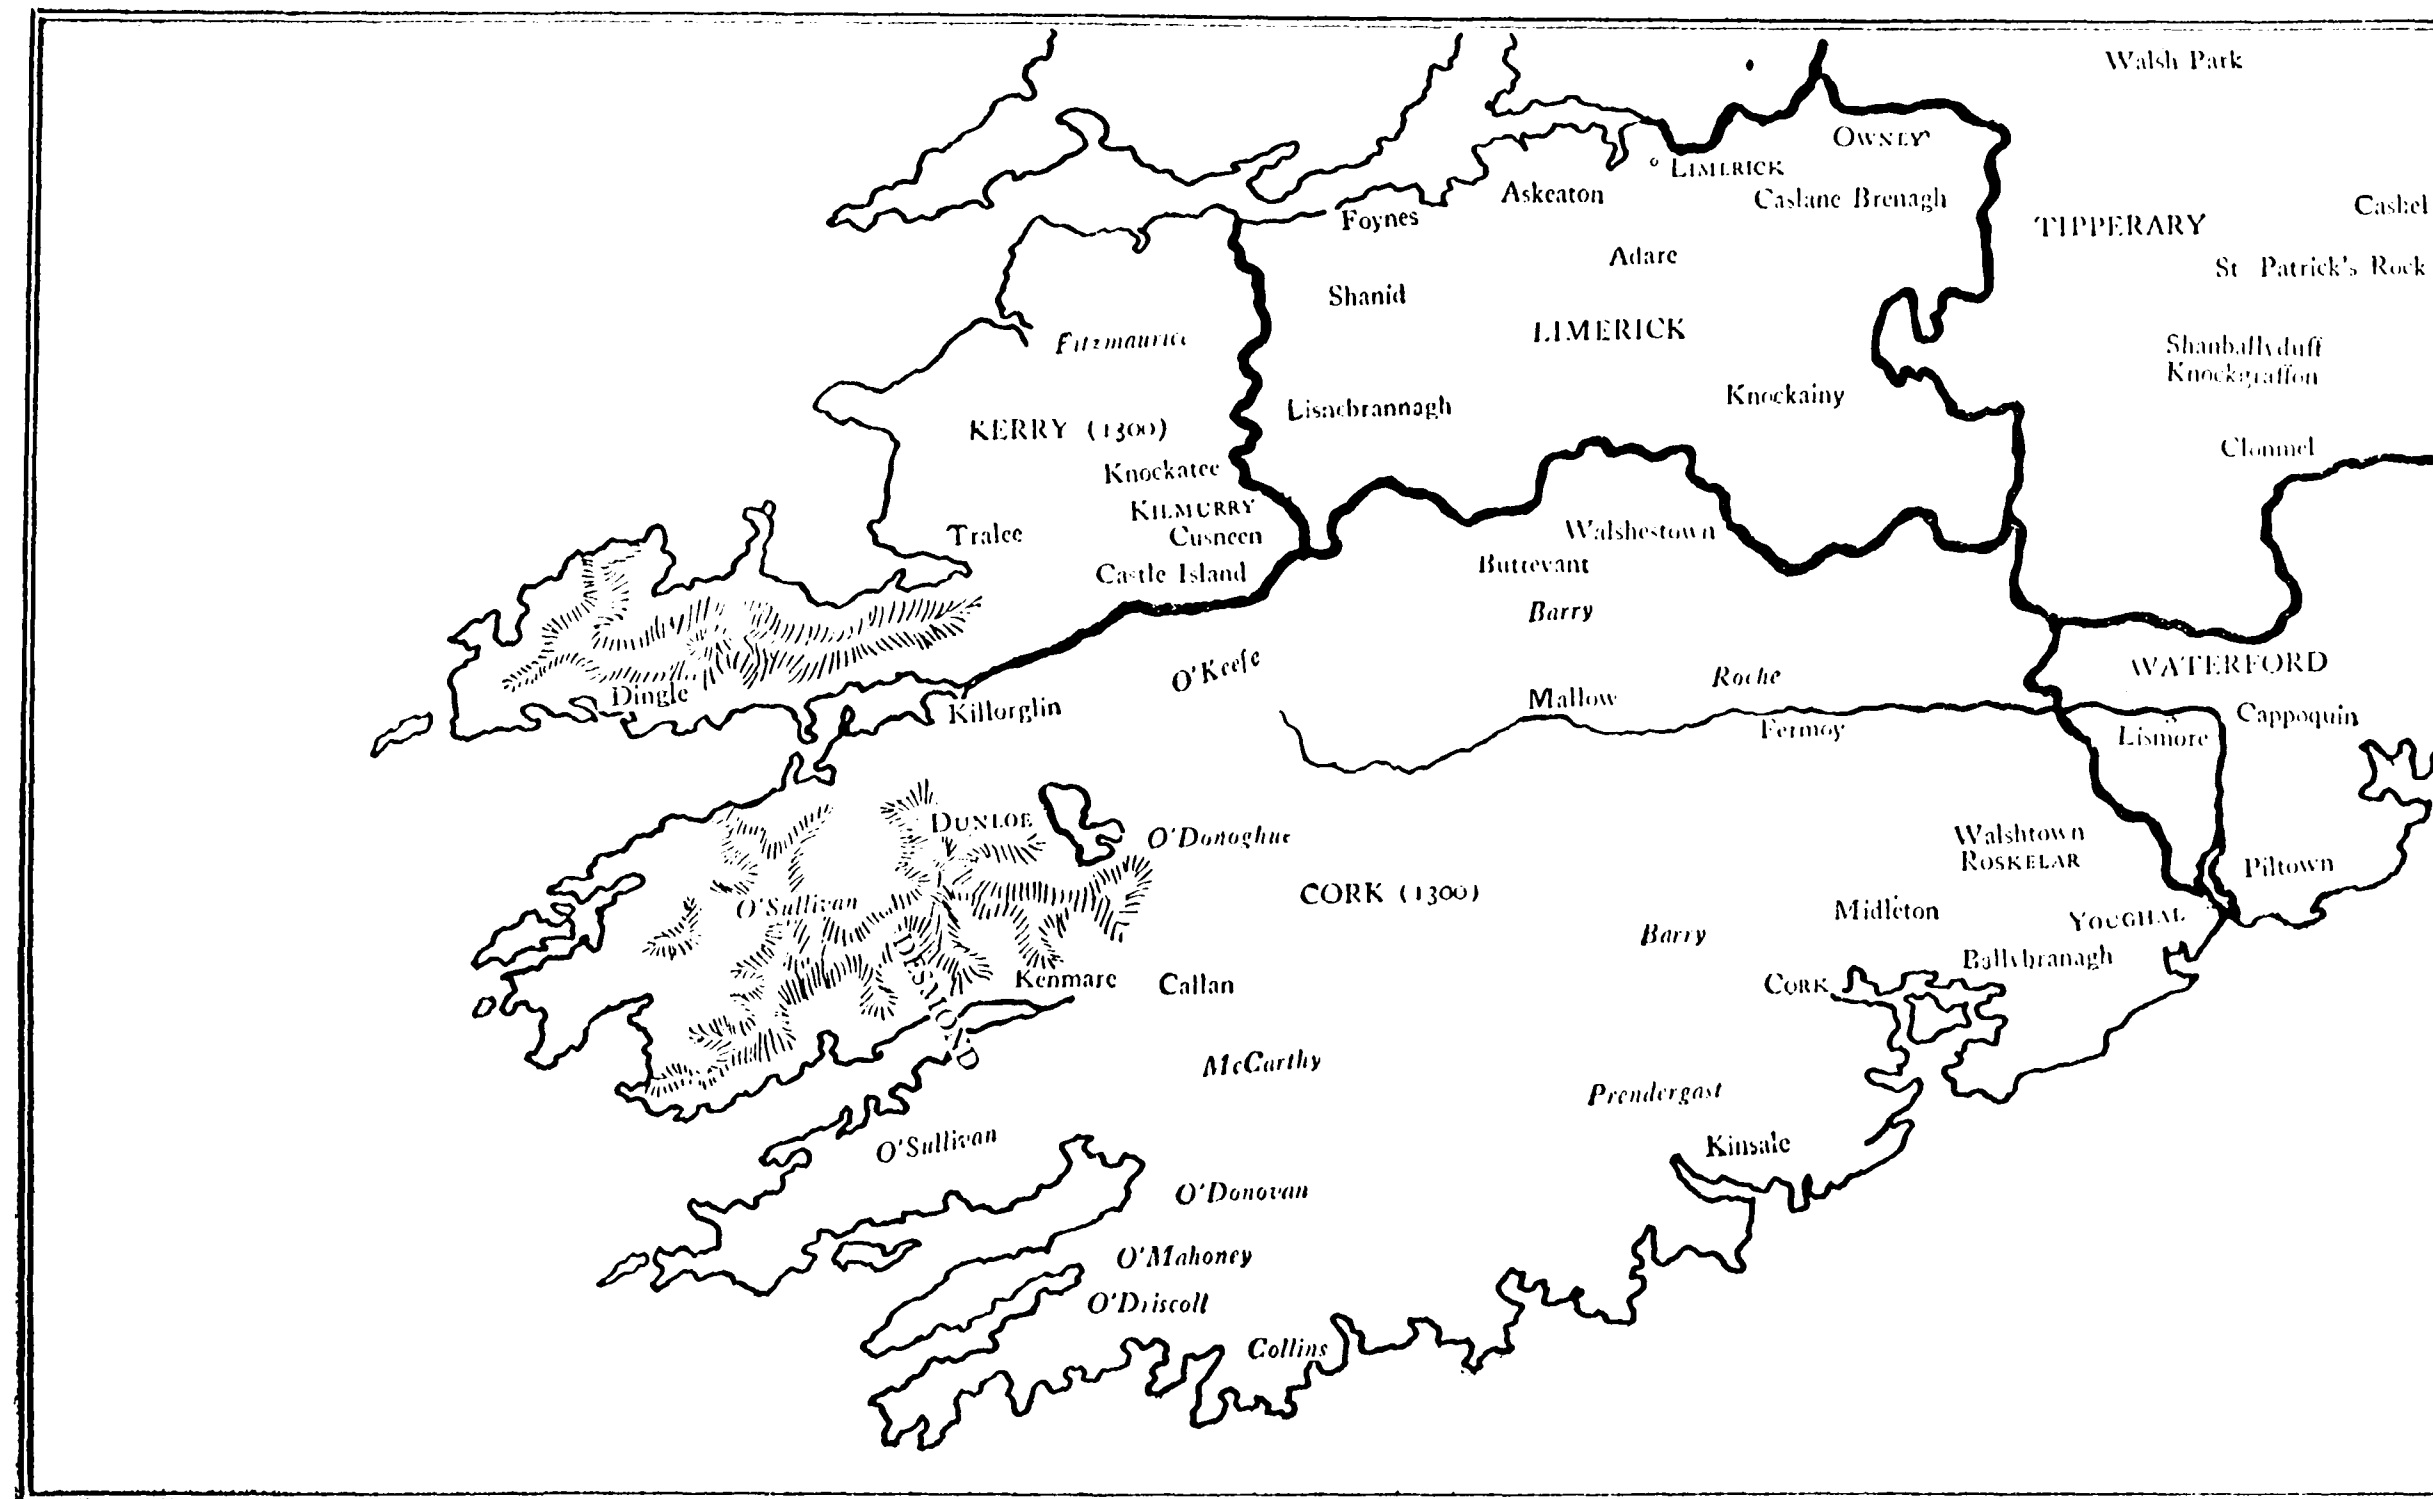 Walsh Park
OWNEY
LIMERICK
Askeaton
Caslane Brenagh
Cashel
Foynes
TIPPERARY
Adare
St Patrick's Rock
Shanid
LIMERICK
Fitzmaurice
Shanballyduff
Knockgraffon
Knockainy
Lisnebrannagh
KERRY (1300)
Clonmel
Knockatee
KILMURRY
Cusneen
Tralee
Walshestown
Castle Island
Buttevant
Barry
O'Keefe
WATERFORD
Roche
Dingle
Mallow
Killorglin
Cappoquin
Fermoy
Lismore
DUNLOE
O'Donoghue
Walshtown
ROSKELAR
Piltown
CORK (1300)
O'Sullivan
Midleton
YOUGHAL
Barry
Ballybranagh
DESMOND
Kenmare
Callan
CORK
McCarthy
Prendergast
O'Sullivan
Kinsale
O'Donovan
O'Mahoney
O'Driscoll
Collins